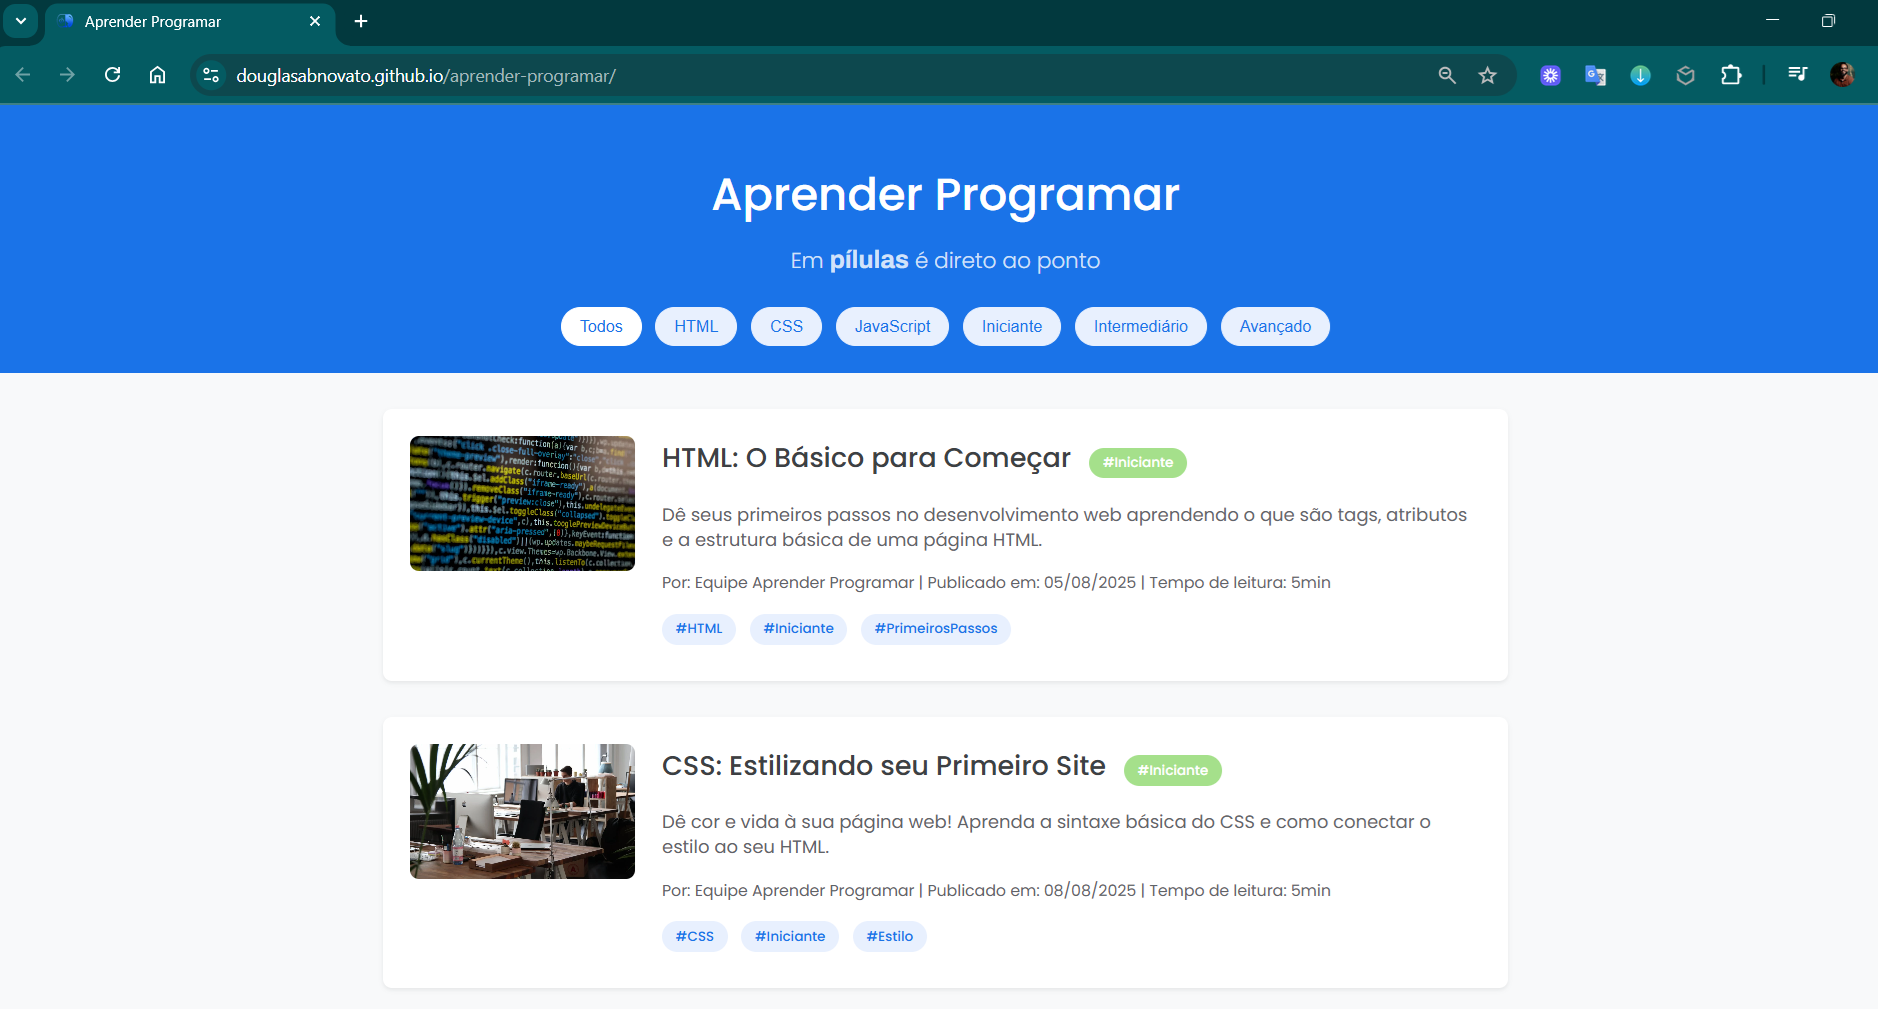 Aprender Programar
douglasabnovato.github.io/aprender-programar/
Aprender Programar
Em pílulas é direto ao ponto
Todos HTML CSS JavaScript Iniciante Intermediário Avançado
HTML: O Básico para Começar #Iniciante
Dê seus primeiros passos no desenvolvimento web aprendendo o que são tags, atributos
e a estrutura básica de uma página HTML.
Por: Equipe Aprender Programar | Publicado em: 05/08/2025 | Tempo de leitura: 5min
#HTML #Iniciante #PrimeirosPassos
CSS: Estilizando seu Primeiro Site #Iniciante
Dê cor e vida à sua página web! Aprenda a sintaxe básica do CSS e como conectar o
estilo ao seu HTML.
Por: Equipe Aprender Programar | Publicado em: 08/08/2025 | Tempo de leitura: 5min
#CSS #Iniciante #Estilo